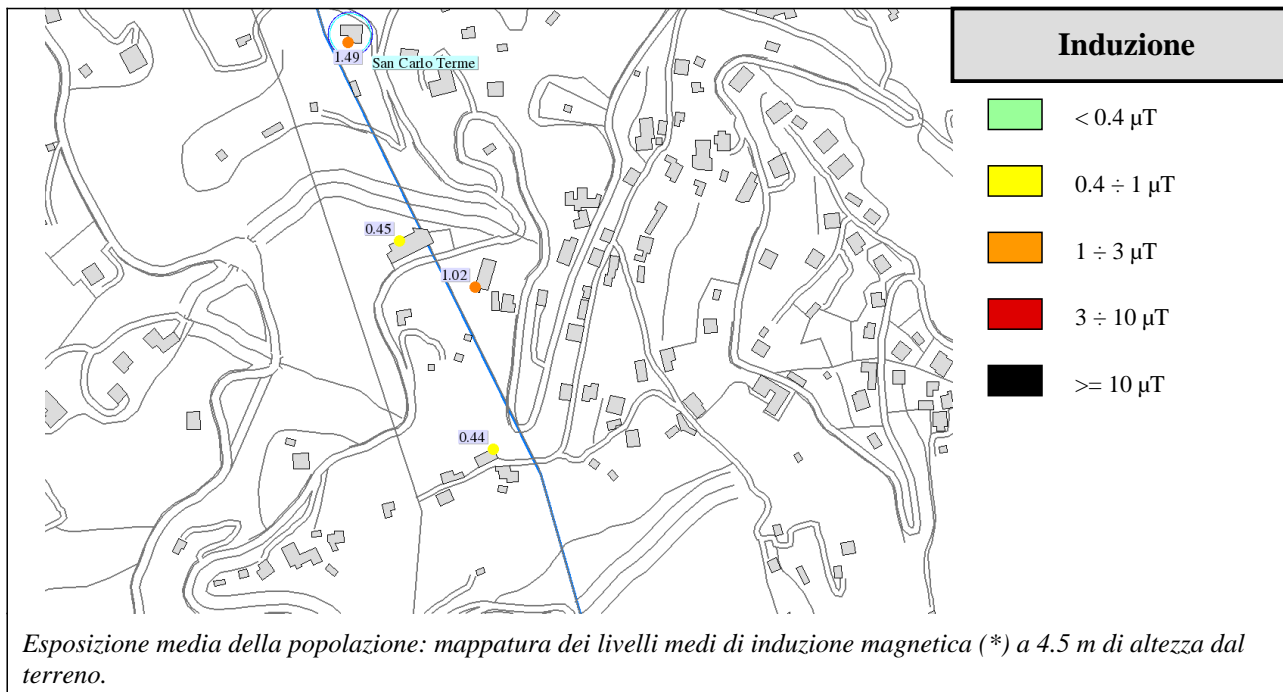 Induzione
< 0.4 µT
0.4 ÷ 1 µT
1 ÷ 3 µT
3 ÷ 10 µT
>= 10 µT
1.49
San Carlo Terme
0.45
1.02
0.44
Esposizione media della popolazione: mappatura dei livelli medi di induzione magnetica (*) a 4.5 m di altezza dal
terreno.